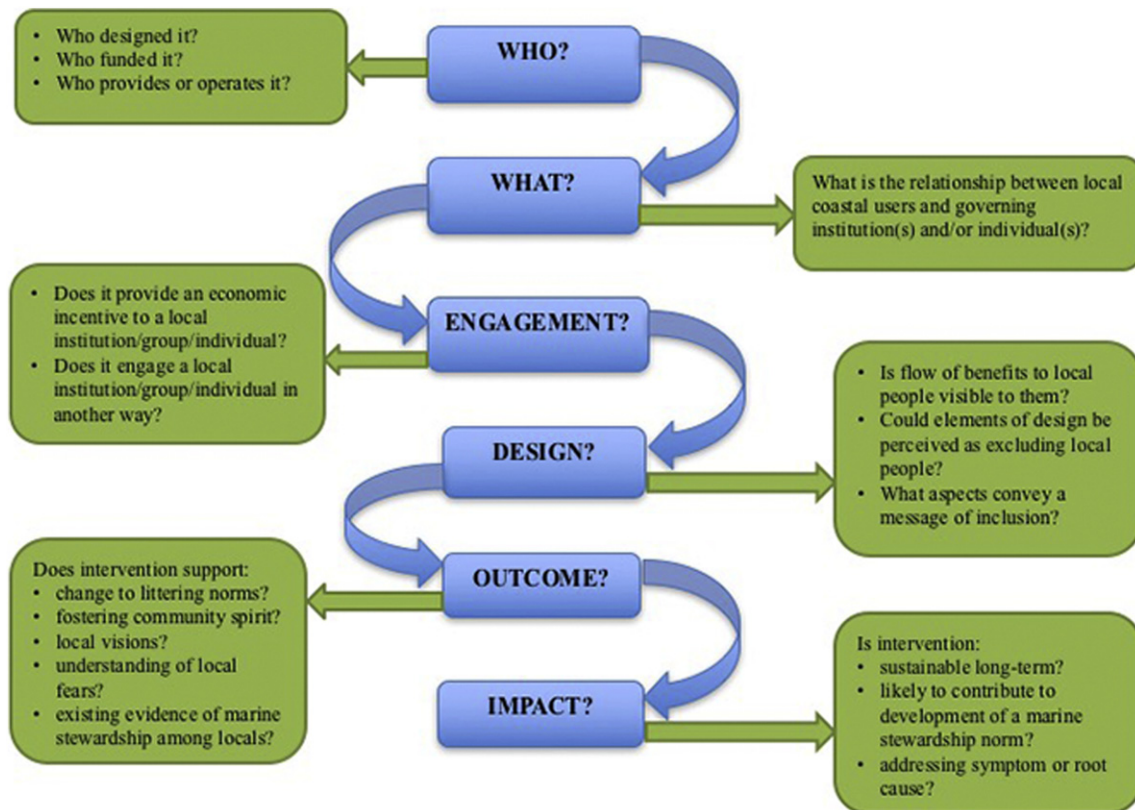 • Who designed it?
• Who funded it?
• Who provides or operates it?
WHO?
WHAT?
What is the relationship between local
coastal users and governing
institution(s) and/or individual(s)?
• Does it provide an economic
incentive to a local
institution/group/individual?
• Does it engage a local
institution/group/individual in
another way?
ENGAGEMENT?
DESIGN?
• Is flow of benefits to local
people visible to them?
• Could elements of design be
perceived as excluding local
people?
• What aspects convey a
message of inclusion?
Does intervention support:
• change to littering norms?
• fostering community spirit?
• local visions?
• understanding of local
fears?
• existing evidence of marine
stewardship among locals?
OUTCOME?
IMPACT?
Is intervention:
• sustainable long-term?
• likely to contribute to
development of a marine
stewardship norm?
• addressing symptom or root
cause?